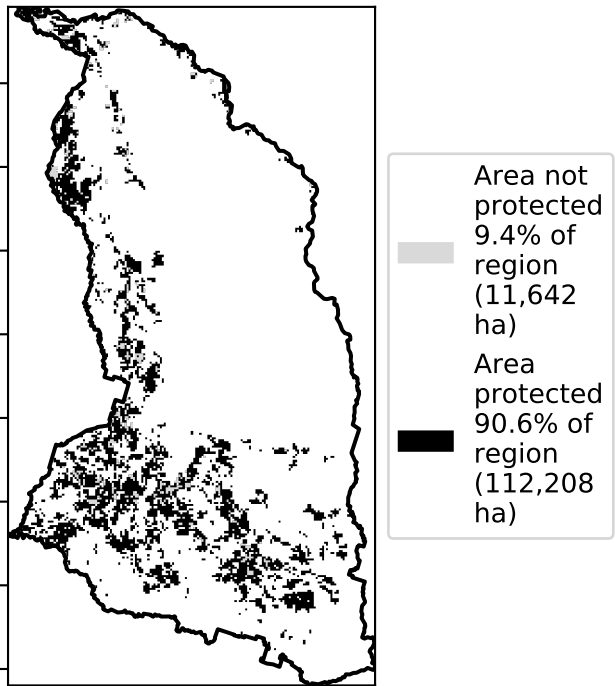 Area not
protected
9.4% of
region
(11,642
ha)
Area
protected
90.6% of
region
(112,208
ha)